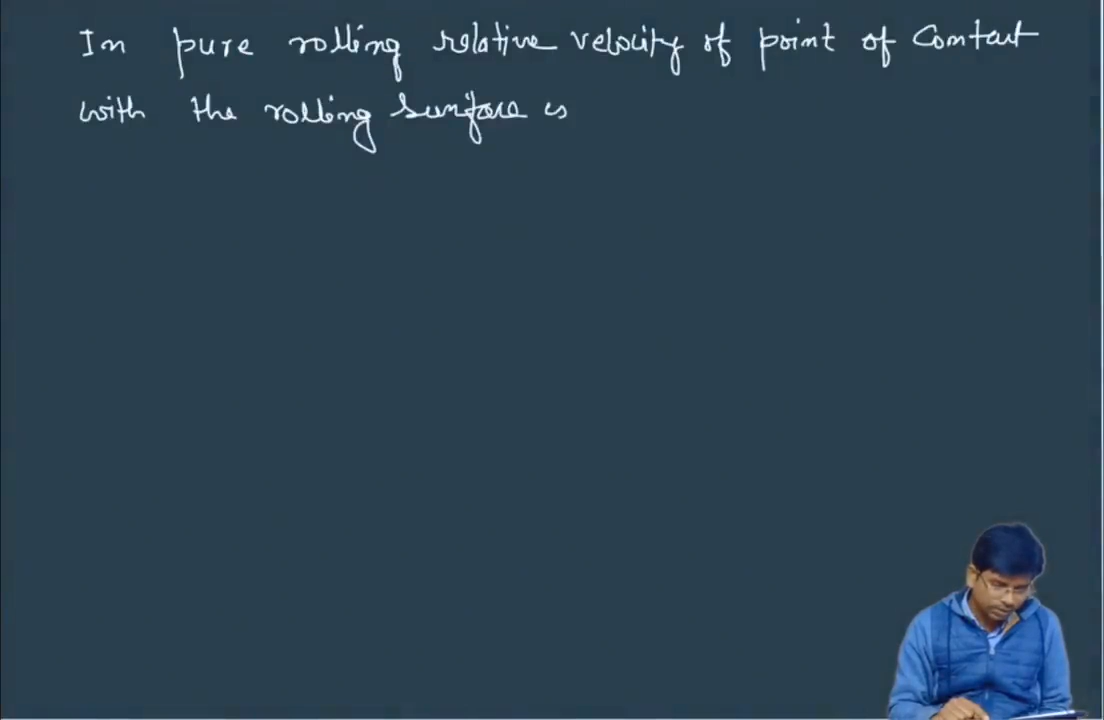 In pure rolling relative velocity of point of Contact
with the rolling surface is